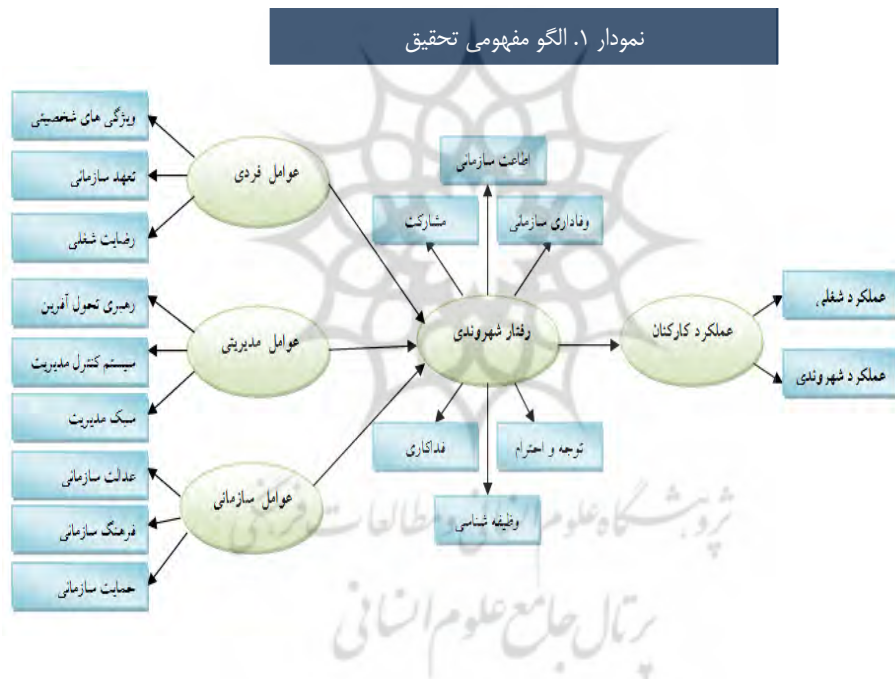 نمودار ۱. الگو مفهومی تحقیق
ویژگی های شخصیتی
تعهد سازمانی
رضایت شغلی
عوامل فردی
رهبری تحول آفرین
سیستم کنترل مدیریت
سبک مدیریت
عوامل مدیریتی
عدالت سازمانی
فرهنگ سازمانی
حمایت سازمانی
عوامل سازمانی
اطاعت سازمانی
مشارکت
وفاداری سازمانی
رفتار شهروندی
فداکاری
توجه و احترام
وظیفه شناسی
عملکرد کارکنان
عملکرد شغلی
عملکرد شهروندی
پژوهشگاه علوم انسانی و مطالعات فرهنگی
پرتال جامع علوم انسانی